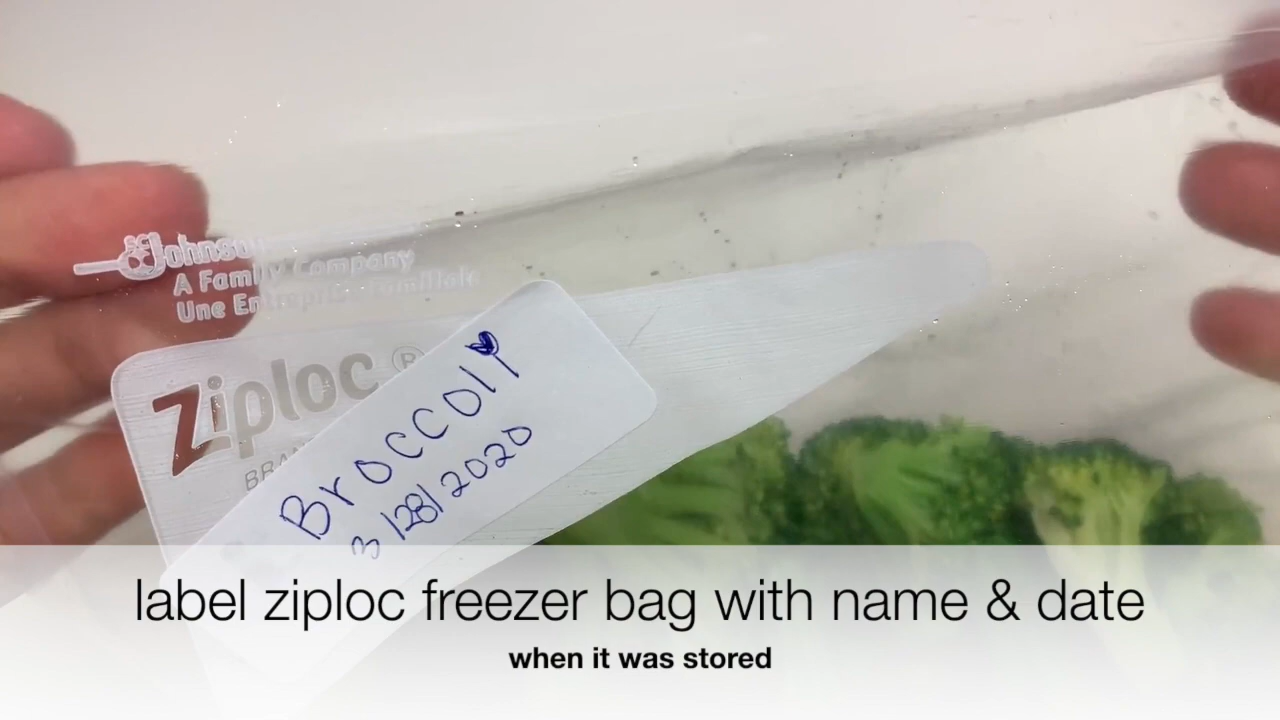 SC Johnson
A Family Company
Une Entreprise Familiale
Ziploc ®
Broccoli
3/28/2020
label ziploc freezer bag with name & date
when it was stored